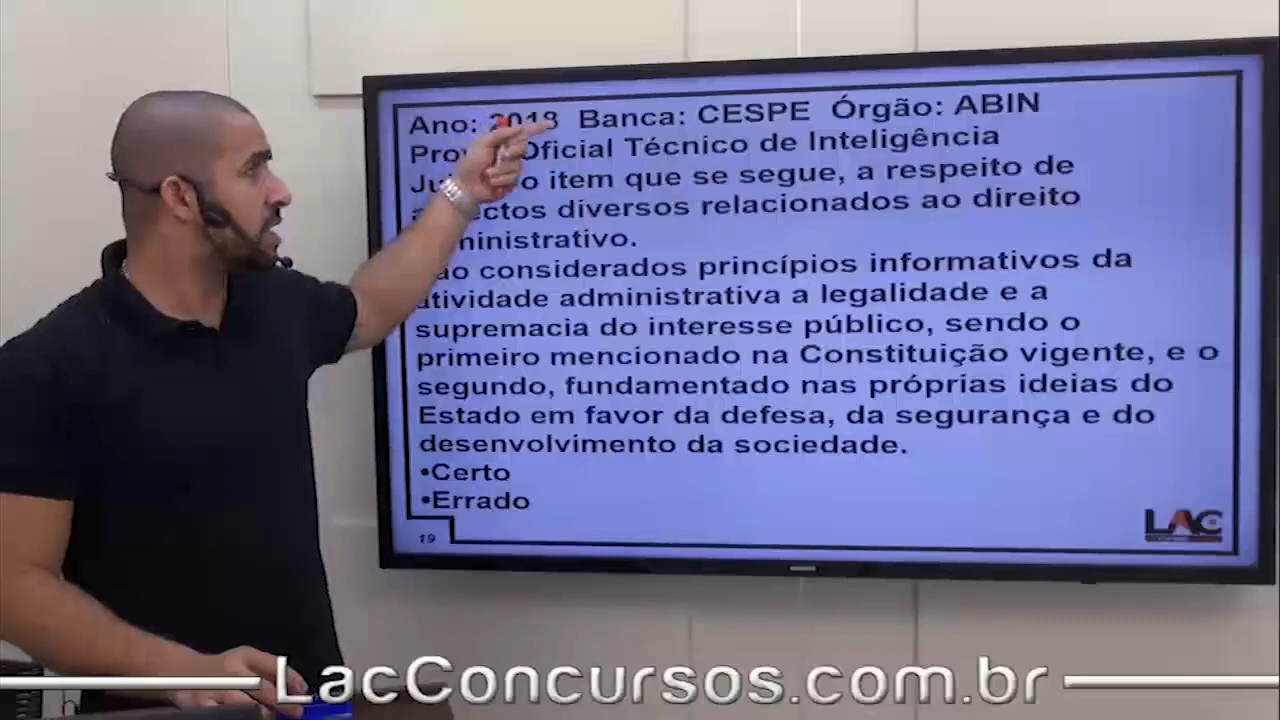 Ano: 2018 Banca: CESPE Órgão: ABIN
Oficial Técnico de Inteligência
o item que se segue, a respeito de
diversos relacionados ao direito
considerados princípios informativos da
atividade administrativa a legalidade e a
supremacia do interesse público, sendo o
primeiro mencionado na Constituição vigente, e o
segundo, fundamentado nas próprias ideias do
Estado em favor da defesa, da segurança e do
desenvolvimento da sociedade.
•Certo
•Errado
19
LAC
LacConcursos.com.br